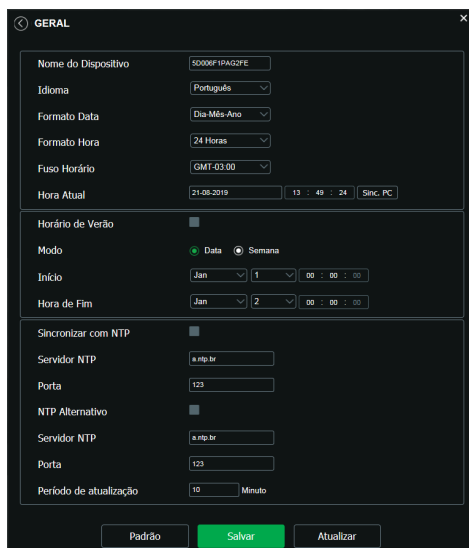 GERAL
Nome do Dispositivo 5D006F1PAG2FE
Idioma Português
Formato Data Dia-Mês-Ano
Formato Hora 24 Horas
Fuso Horário GMT-03:00
Hora Atual 21-08-2019 13 : 49 : 24 Sinc. PC
Horário de Verão
Modo Data Semana
Início Jan 1 00 : 00 : 00
Hora de Fim Jan 2 00 : 00 : 00
Sincronizar com NTP
Servidor NTP a.ntp.br
Porta 123
NTP Alternativo
Servidor NTP a.ntp.br
Porta 123
Período de atualização 10 Minuto
Padrão Salvar Atualizar